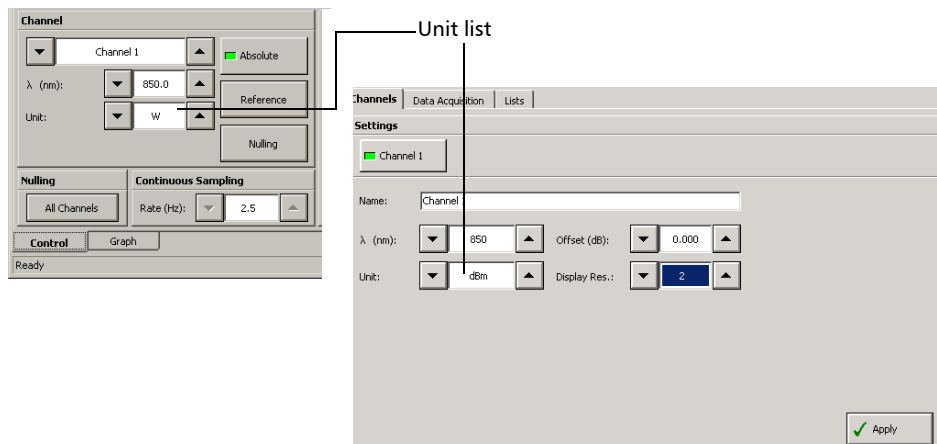 Unit list
Channel
Channel 1
Absolute
λ (nm):
850.0
Reference
Unit:
W
Nulling
Nulling
Continuous Sampling
All Channels
Rate (Hz):
2.5
Control
Graph
Ready
Channels
Data Acquisition
Lists
Settings
Channel 1
Name:
Channel 1
λ (nm):
850
Offset (dB):
0.000
Unit:
dBm
Display Res.:
2
Apply